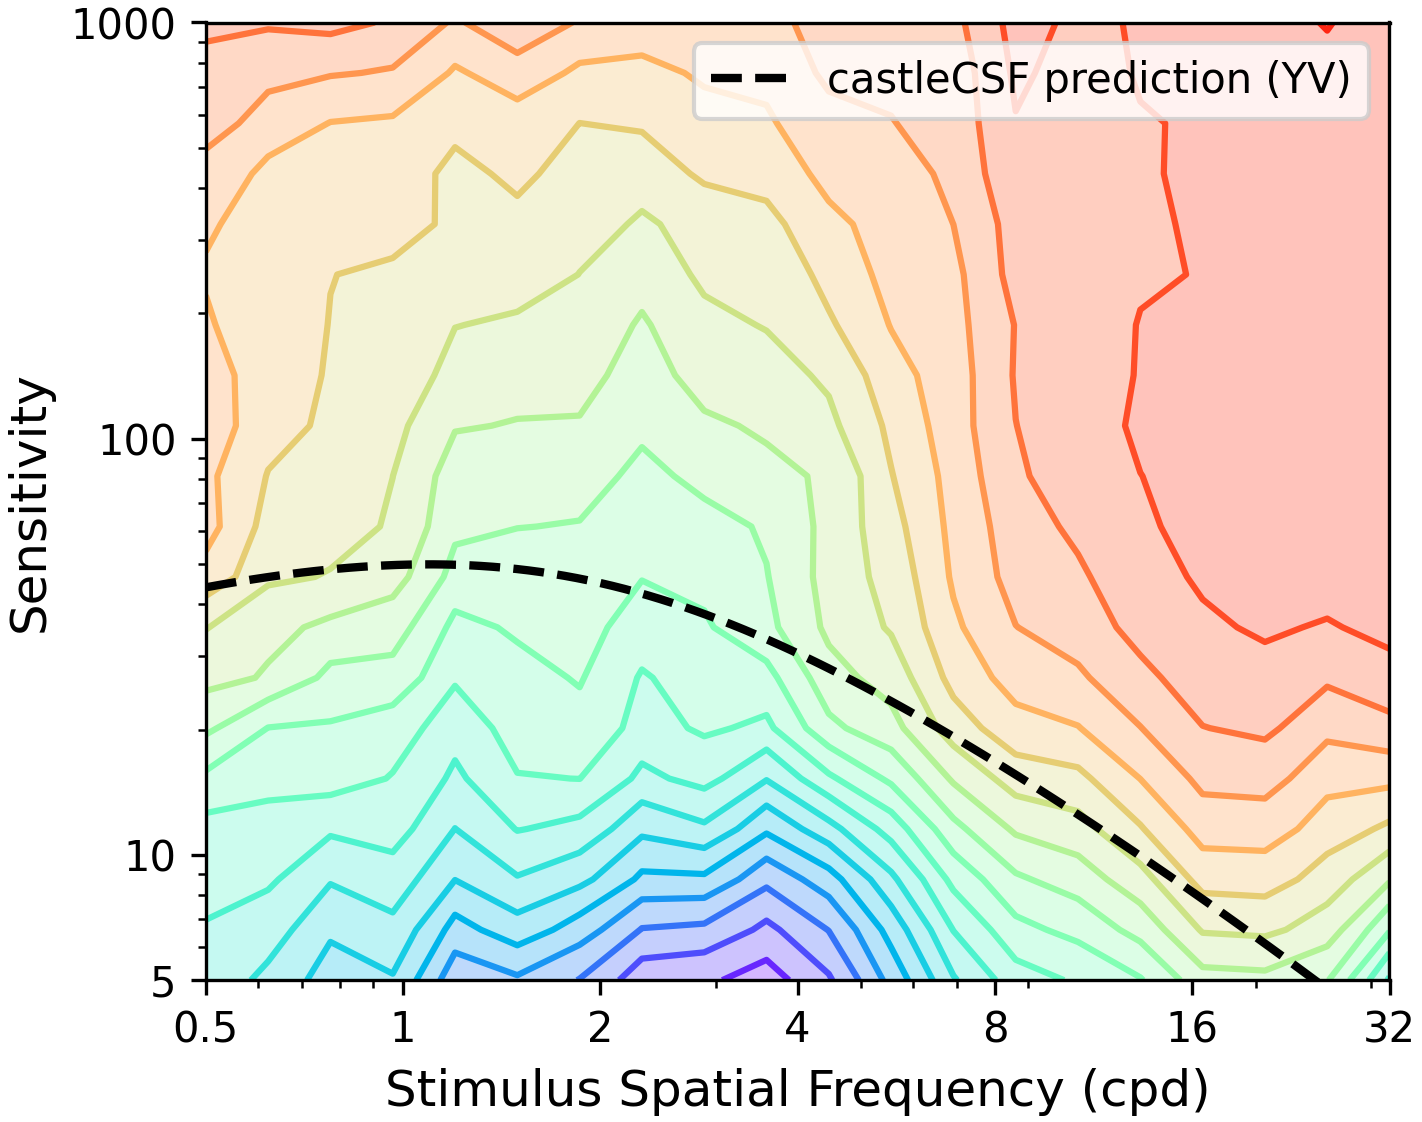 1000
castleCSF prediction (YV)
100
10
5
Sensitivity
0.5 1 2 4 8 16 32
Stimulus Spatial Frequency (cpd)